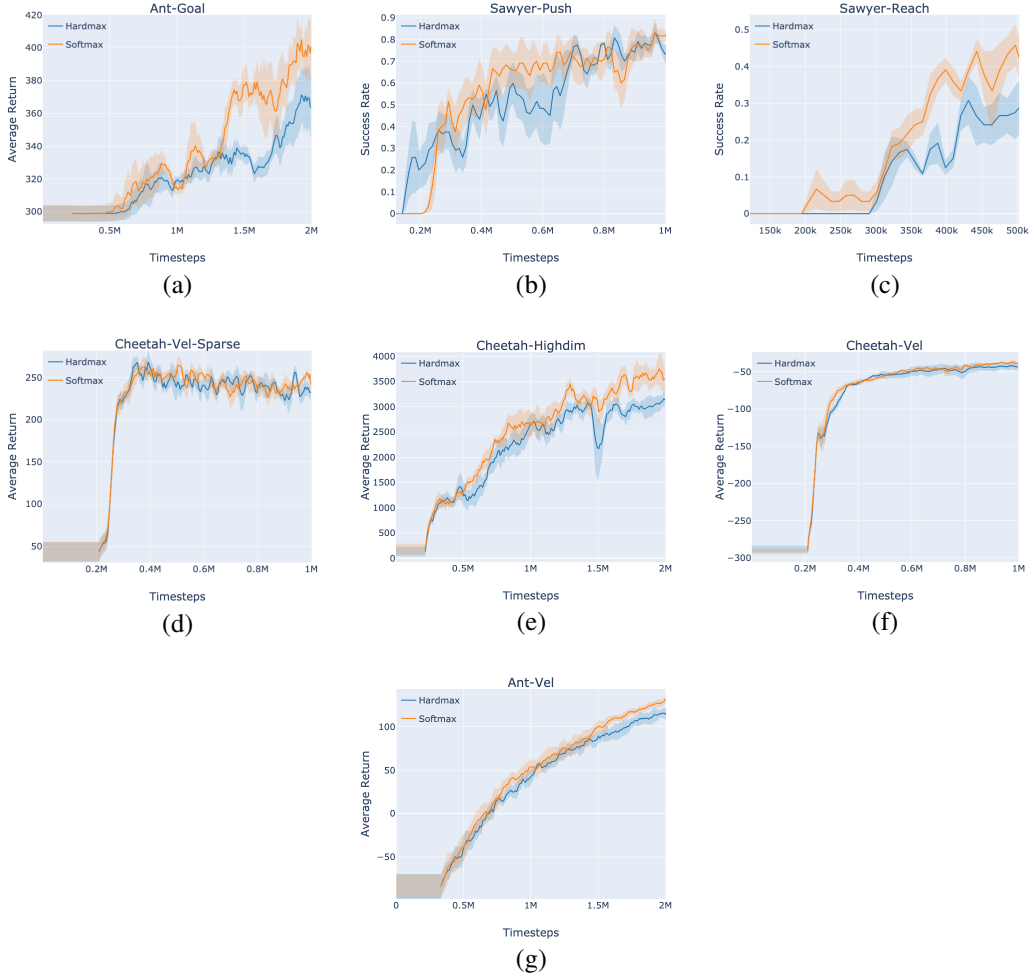 Ant-Goal
Hardmax
Softmax
Average Return
420
400
380
360
340
320
300
0.5M 1M 1.5M 2M
Timesteps
(a)
Sawyer-Push
Hardmax
Softmax
Success Rate
0.9
0.8
0.7
0.6
0.5
0.4
0.3
0.2
0.1
0
0.2M 0.4M 0.6M 0.8M 1M
Timesteps
(b)
Sawyer-Reach
Hardmax
Softmax
Success Rate
0.5
0.4
0.3
0.2
0.1
0
150k 200k 250k 300k 350k 400k 450k 500k
Timesteps
(c)
Cheetah-Vel-Sparse
Hardmax
Softmax
Average Return
250
200
150
100
50
0.2M 0.4M 0.6M 0.8M 1M
Timesteps
(d)
Cheetah-Highdim
Hardmax
Softmax
Average Return
4000
3500
3000
2500
2000
1500
1000
500
0
0.5M 1M 1.5M 2M
Timesteps
(e)
Cheetah-Vel
Hardmax
Softmax
Average Return
−50
−100
−150
−200
−250
−300
0.2M 0.4M 0.6M 0.8M 1M
Timesteps
(f)
Ant-Vel
Hardmax
Softmax
Average Return
100
50
0
−50
0 0.5M 1M 1.5M 2M
Timesteps
(g)